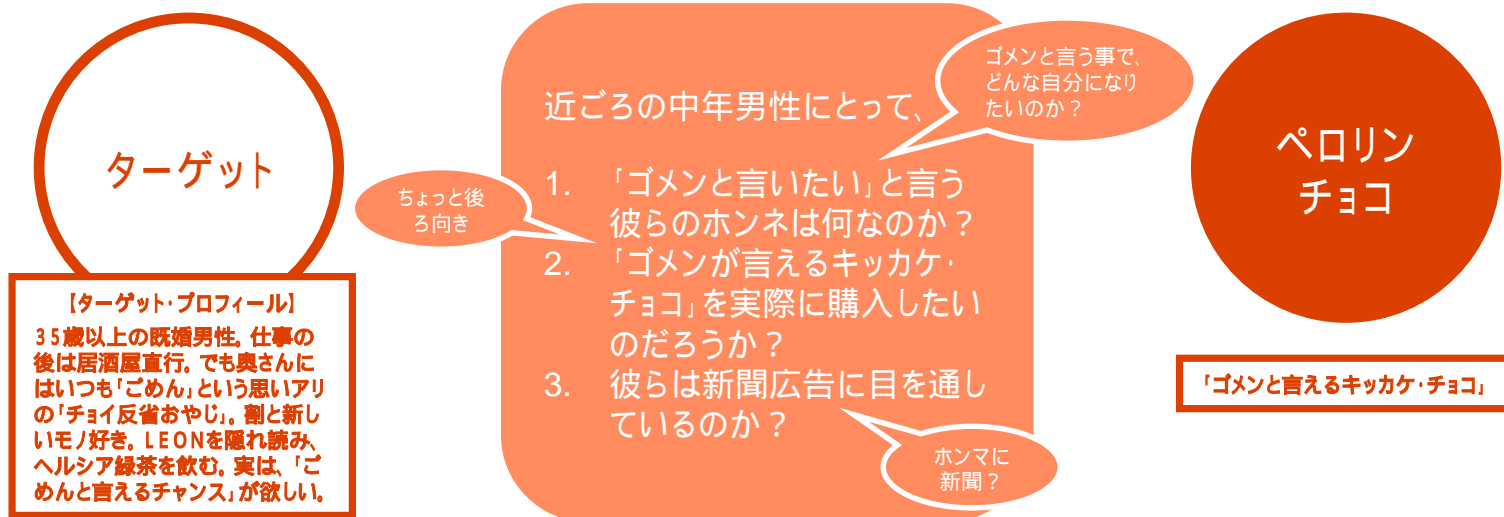 ターゲット
【ターゲット・プロフィール】
35歳以上の既婚男性。仕事の
後は居酒屋直行。でも奥さんに
はいつも「ごめん」という思いアリ
の「チョイ反省おやじ」。割と新し
いモノ好き。LEONを隠れ読み、
ヘルシア緑茶を飲む。実は、「ご
めんと言えるチャンス」が欲しい。
ちょっと後
ろ向き
近ごろの中年男性にとって、
1. 「ゴメンと言いたい」と言う
彼らのホンネは何なのか？
2. 「ゴメンが言えるキッカケ・
チョコ」を実際に購入したい
のだろうか？
3. 彼らは新聞広告に目を通し
ているのか？
ゴメンと言う事で、
どんな自分になり
たいのか？
ホンマに
新聞？
ペロリン
チョコ
「ゴメンと言えるキッカケ・チョコ」